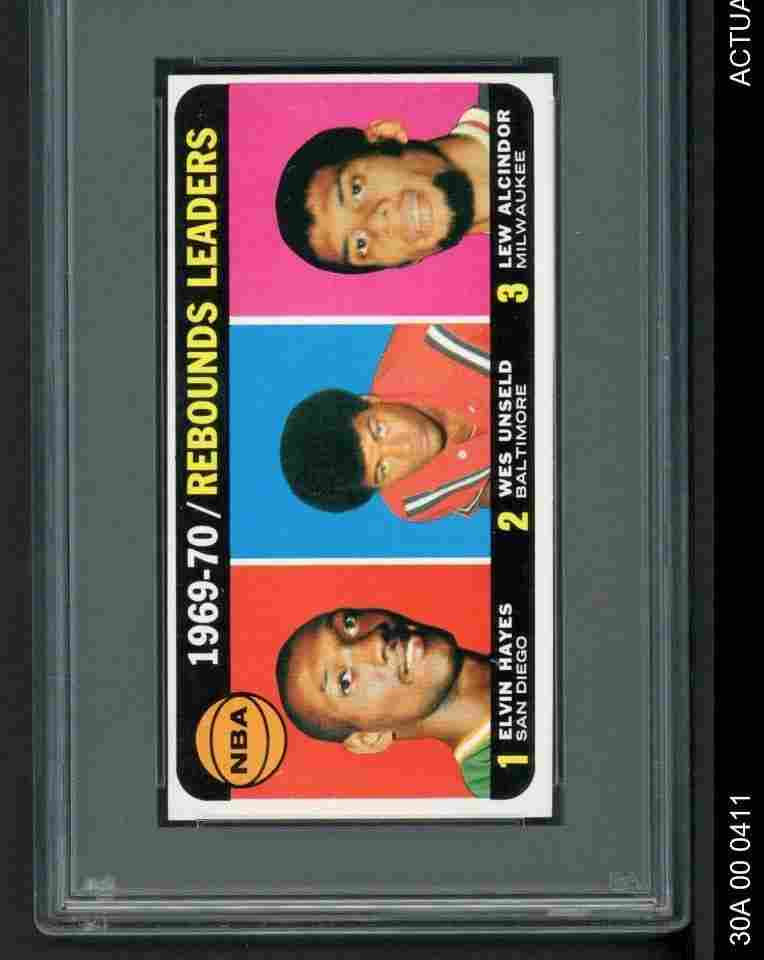 1969-70 / REBOUNDS LEADERS
NBA
1 ELVIN HAYES
SAN DIEGO
2 WES UNSELD
BALTIMORE
3 LEW ALCINDOR
MILWAUKEE
30A 00 0411
ACTUA